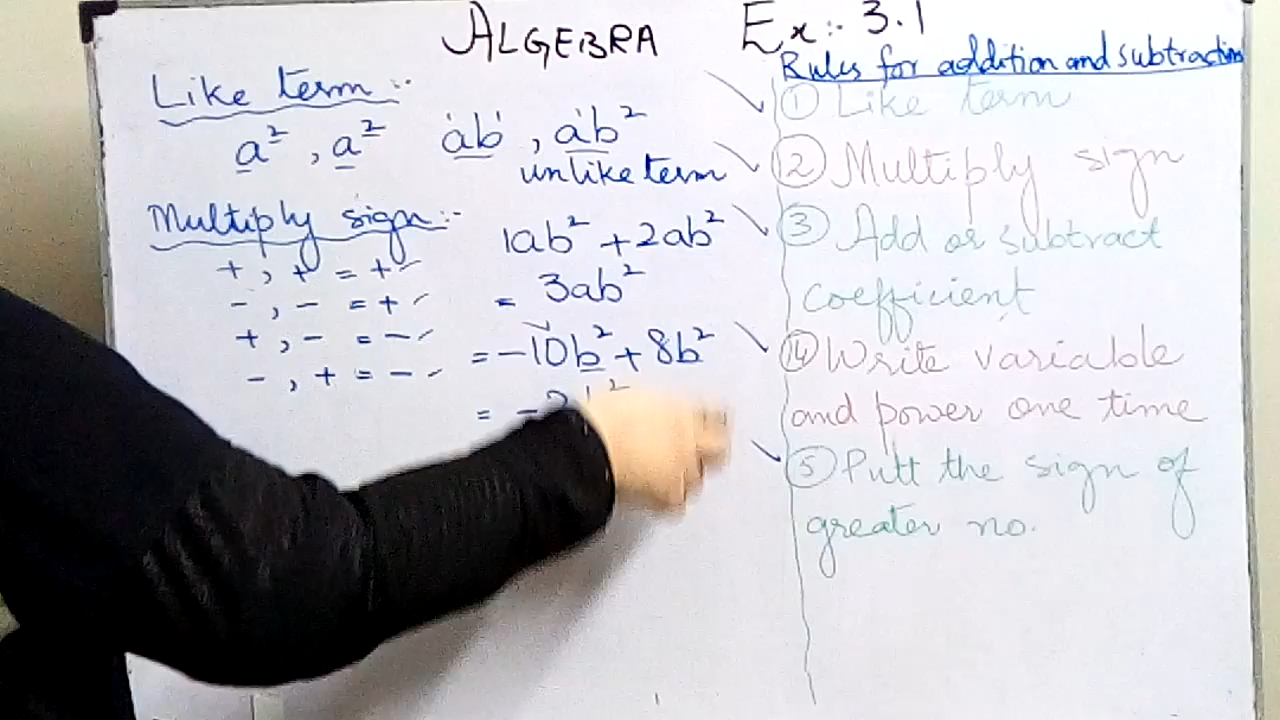 ALGEBRA Ex:- 3.1
Like term :-
a², a² ab, ab²
unlike term
Multiply sign :-
+, + = +
-, - = +
+, - = -
-, + = -
1ab² + 2ab²
= 3ab²
= -10b² + 8b²
= -2b²
Rules for addition and subtraction
① Like term
② Multiply sign
③ Add or subtract
coefficient
④ Write variable
and power one time
⑤ Putt the sign of
greater no.